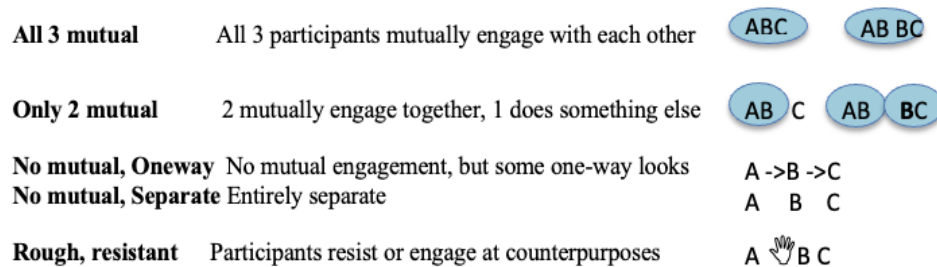 All 3 mutual All 3 participants mutually engage with each other ABC AB BC
Only 2 mutual 2 mutually engage together, 1 does something else AB C AB BC
No mutual, Oneway No mutual engagement, but some one-way looks A ->B ->C
No mutual, Separate Entirely separate A B C
Rough, resistant Participants resist or engage at counterpurposes A B C